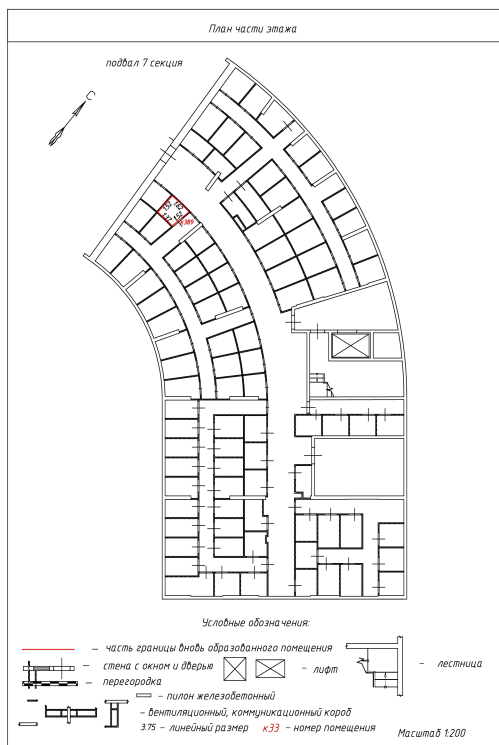 План части этажа
подвал 7 секция
С
к389
Условные обозначения:
— часть границы вновь образованного помещения
— стена с окном и дверью
— лифт
— лестница
— перегородка
— пилон железобетонный
— вентиляционный, коммуникационный короб
3.75 — линейный размер
к33 — номер помещения
Масштаб 1:200